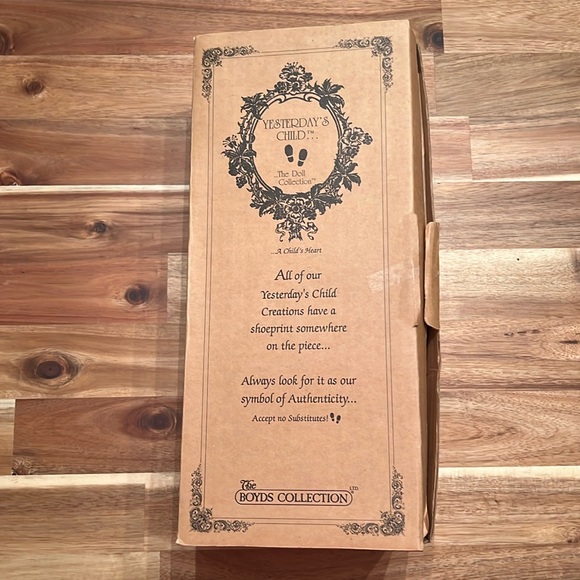 YESTERDAY'S
CHILD™...
..The Doll
Collection™
...A Child's Heart
All of our
Yesterday's Child
Creations have a
shoeprint somewhere
on the piece...
Always look for it as our
symbol of Authenticity...
Accept no Substitutes!
The
BOYDS COLLECTION LTD.